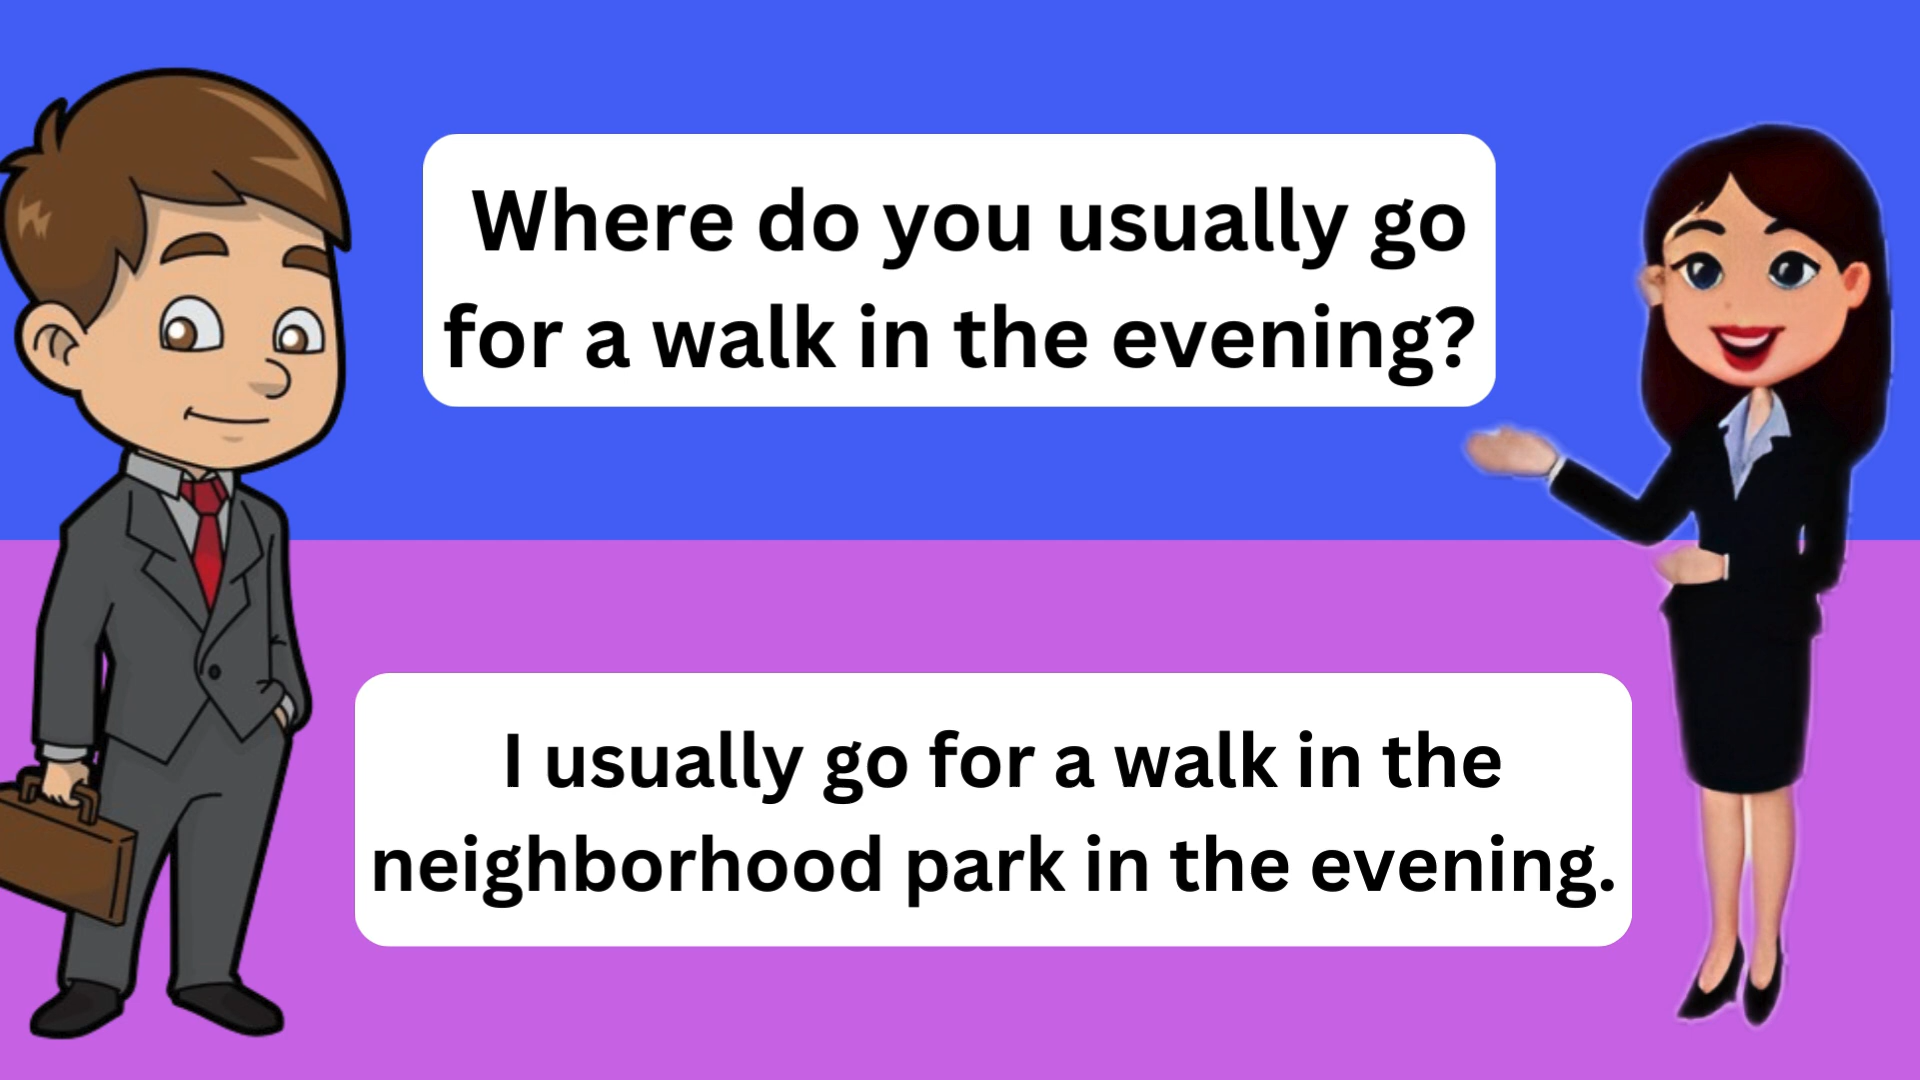 Where do you usually go
for a walk in the evening?
I usually go for a walk in the
neighborhood park in the evening.